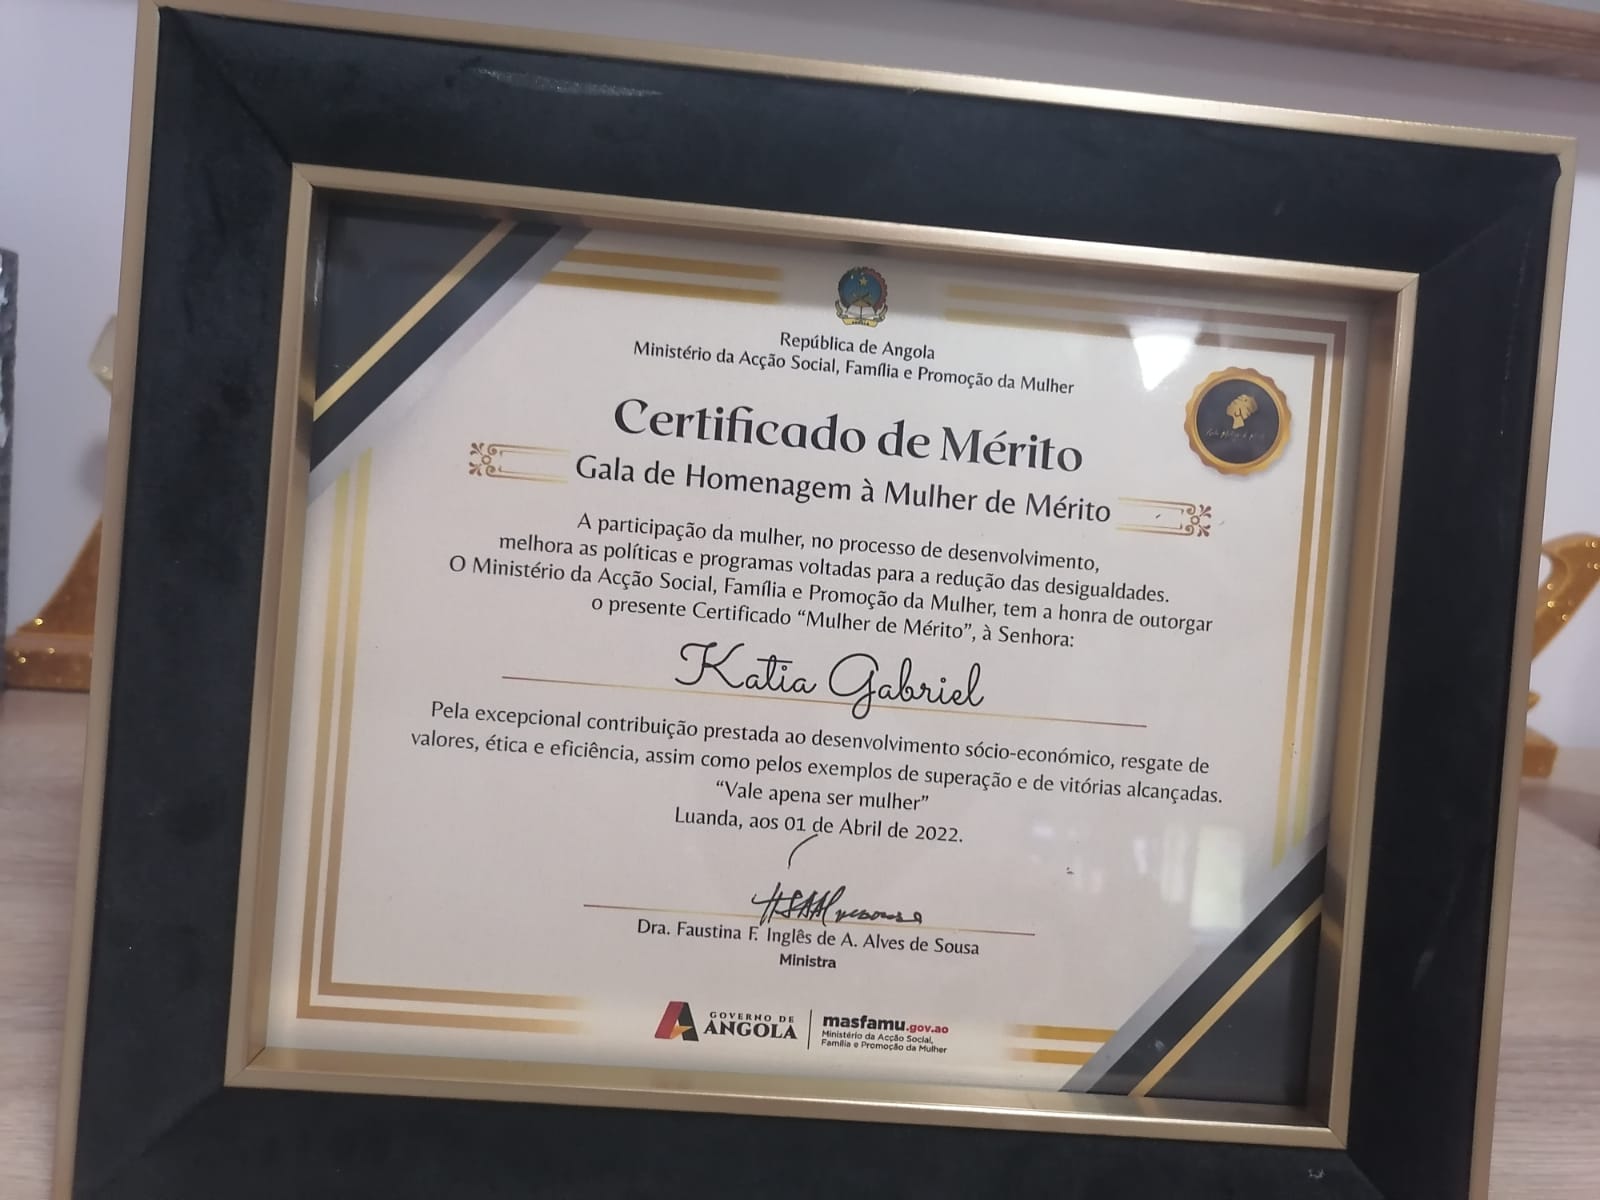 República de Angola
Ministério da Acção Social, Família e Promoção da Mulher
Certificado de Mérito
Gala de Homenagem à Mulher de Mérito
A participação da mulher, no processo de desenvolvimento,
melhora as políticas e programas voltadas para a redução das desigualdades.
O Ministério da Acção Social, Família e Promoção da Mulher, tem a honra de outorgar
o presente Certificado “Mulher de Mérito”, à Senhora:
Katia Gabriel
Pela excepcional contribuição prestada ao desenvolvimento sócio-económico, resgate de
valores, ética e eficiência, assim como pelos exemplos de superação e de vitórias alcançadas.
“Vale apena ser mulher”
Luanda, aos 01 de Abril de 2022.
Dra. Faustina F. Inglês de A. Alves de Sousa
Ministra
GOVERNO DE
ANGOLA
masfamu.gov.ao
Ministério da Acção Social,
Família e Promoção da Mulher